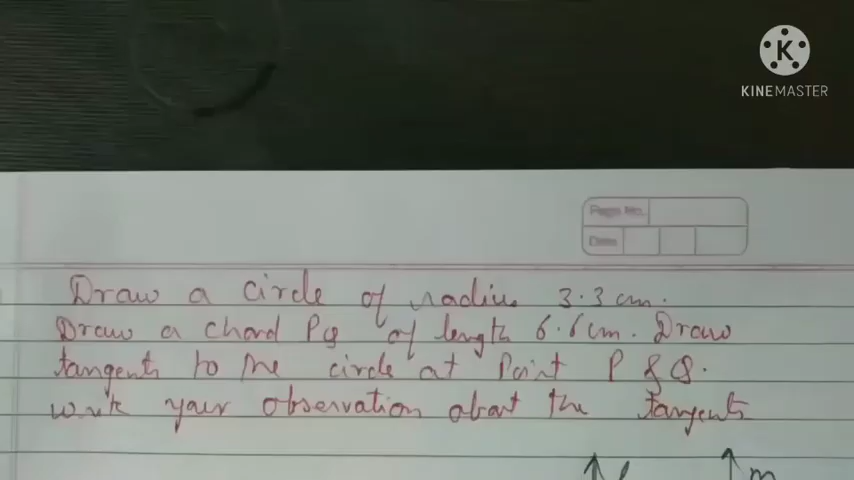 KINEMASTER
Page No.
Date
Draw a circle of radius 3.3 cm.
Draw a chord PQ of length 6.6 cm. Draw
tangents to the circle at Point P & Q.
write your observation about the tangents
l m